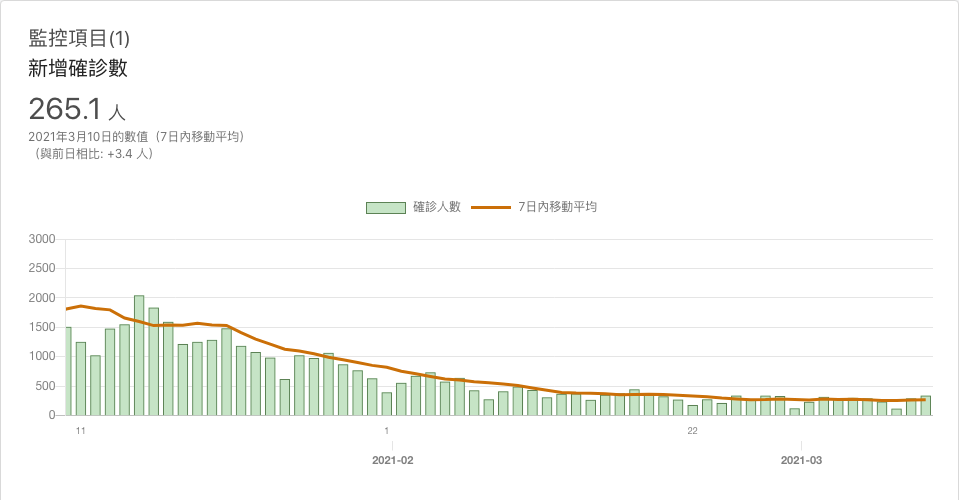 監控項目(1)
新增確診數
265.1 人
2021年3月10日的數值（7日內移動平均）
（與前日相比: +3.4 人）
確診人數 7日內移動平均
3000
2500
2000
1500
1000
500
0
11 1 22
2021-02 2021-03